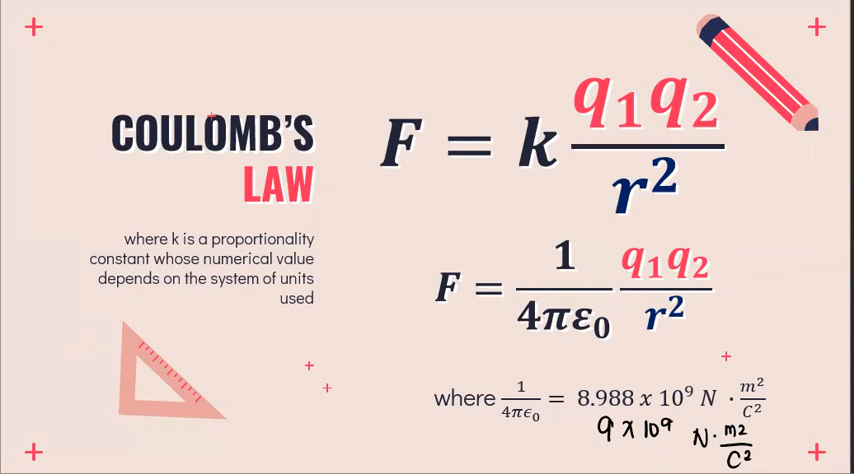 COULOMB'S
LAW
where k is a proportionality
constant whose numerical value
depends on the system of units
used
F = k q₁q₂ / r²
F = 1 / 4πε₀ q₁q₂ / r²
where 1 / 4πϵ₀ = 8.988 x 10⁹ N · m² / C²
9 x 10⁹ N · m² / C²